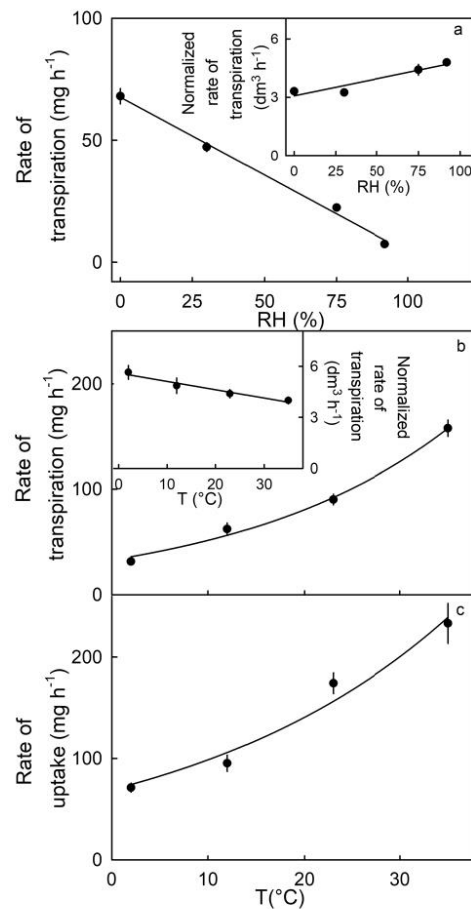 a
100
50
0
Rate of
transpiration (mg h⁻¹)
0 25 50 75 100
RH (%)
Normalized
rate of
transpiration
(dm³ h⁻¹)
6
3
0
0 25 50 75 100
RH (%)
b
200
100
0
Rate of
transpiration (mg h⁻¹)
Normalized
rate of
transpiration
(dm³ h⁻¹)
6
3
0
0 10 20 30
T (°C)
c
200
100
0
Rate of
uptake (mg h⁻¹)
0 10 20 30
T(°C)